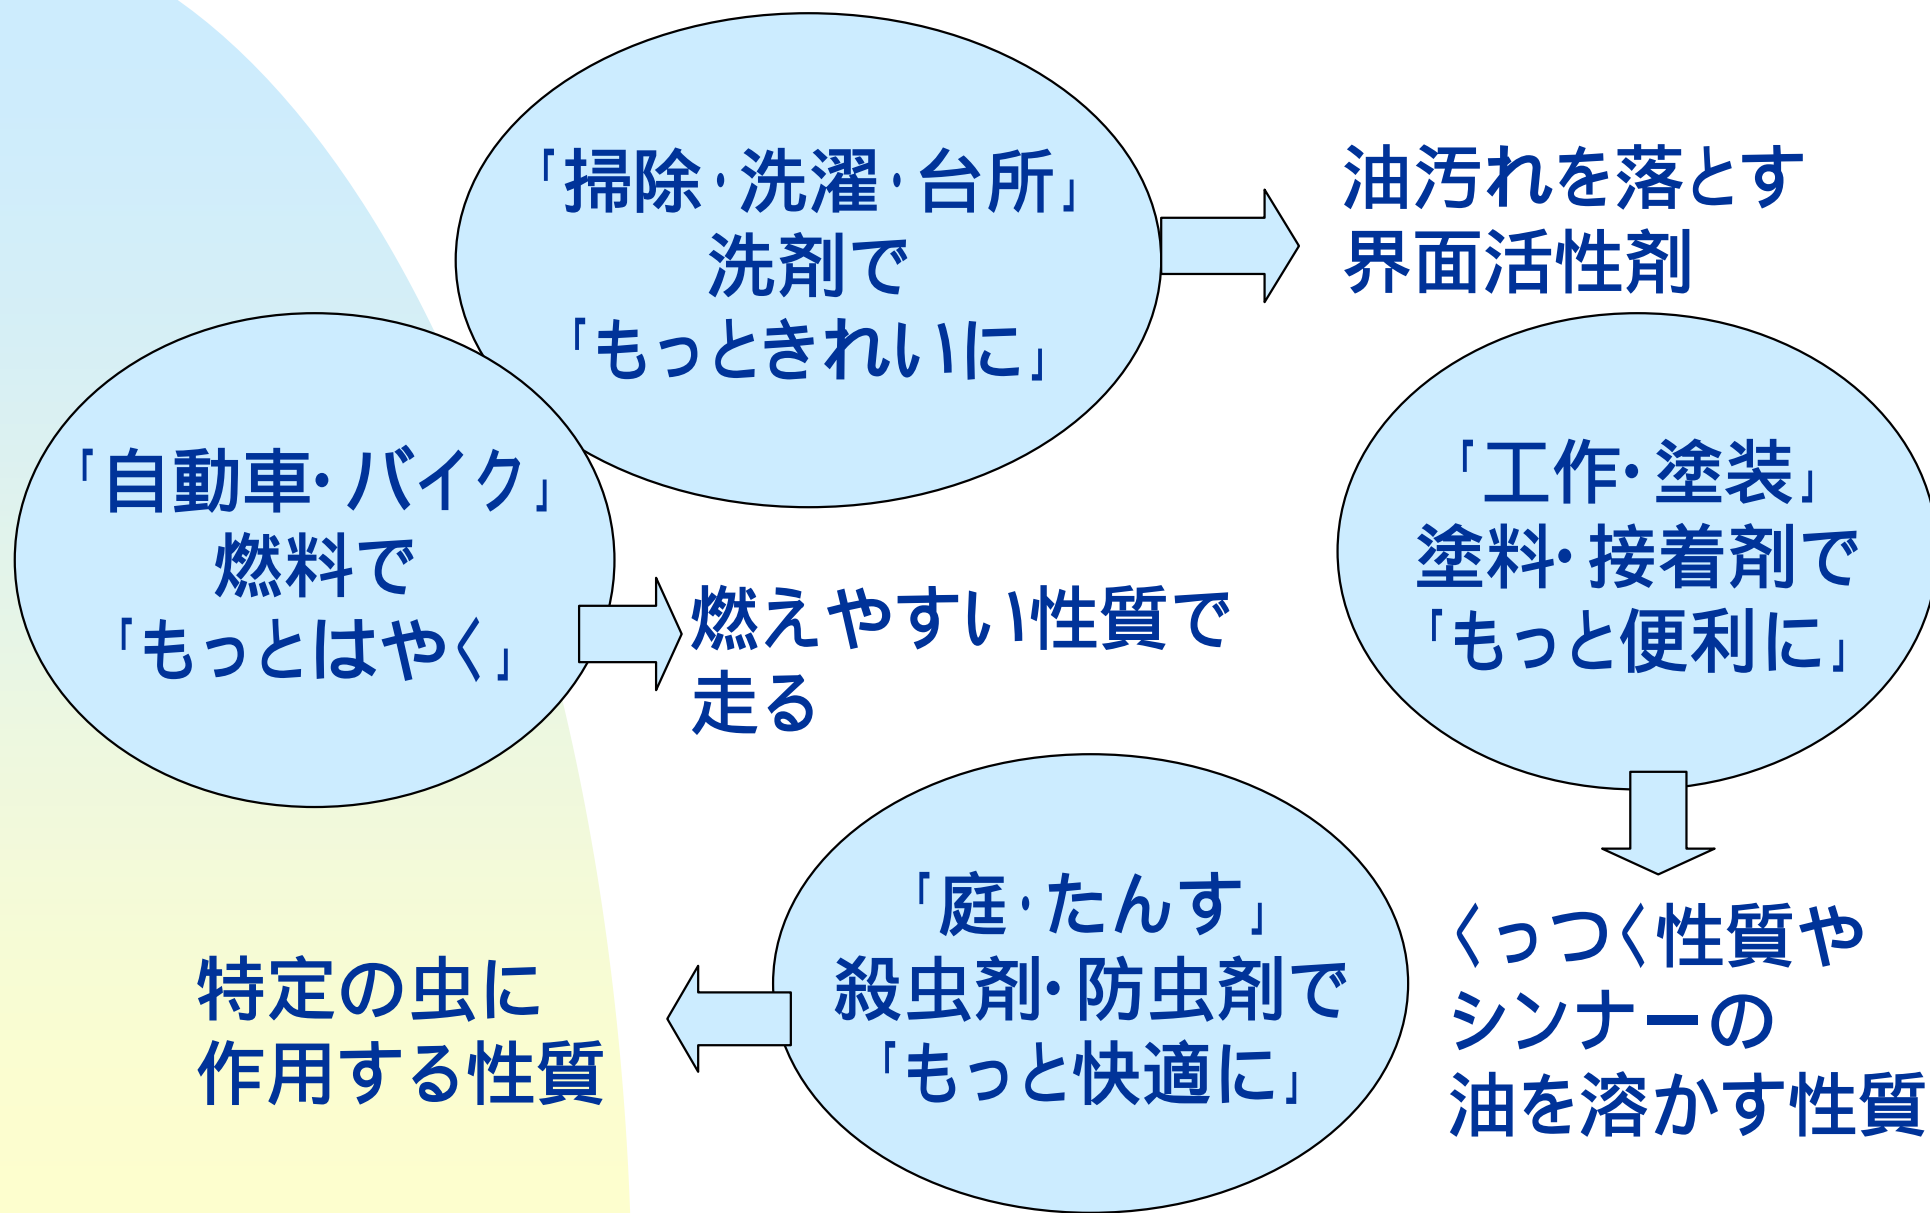 「掃除・洗濯・台所」
洗剤で
「もっときれいに」
油汚れを落とす
界面活性剤
「自動車・バイク」
燃料で
「もっとはやく」
燃えやすい性質で
走る
「工作・塗装」
塗料・接着剤で
「もっと便利に」
くっつく性質や
シンナーの
油を溶かす性質
「庭・たんす」
殺虫剤・防虫剤で
「もっと快適に」
特定の虫に
作用する性質